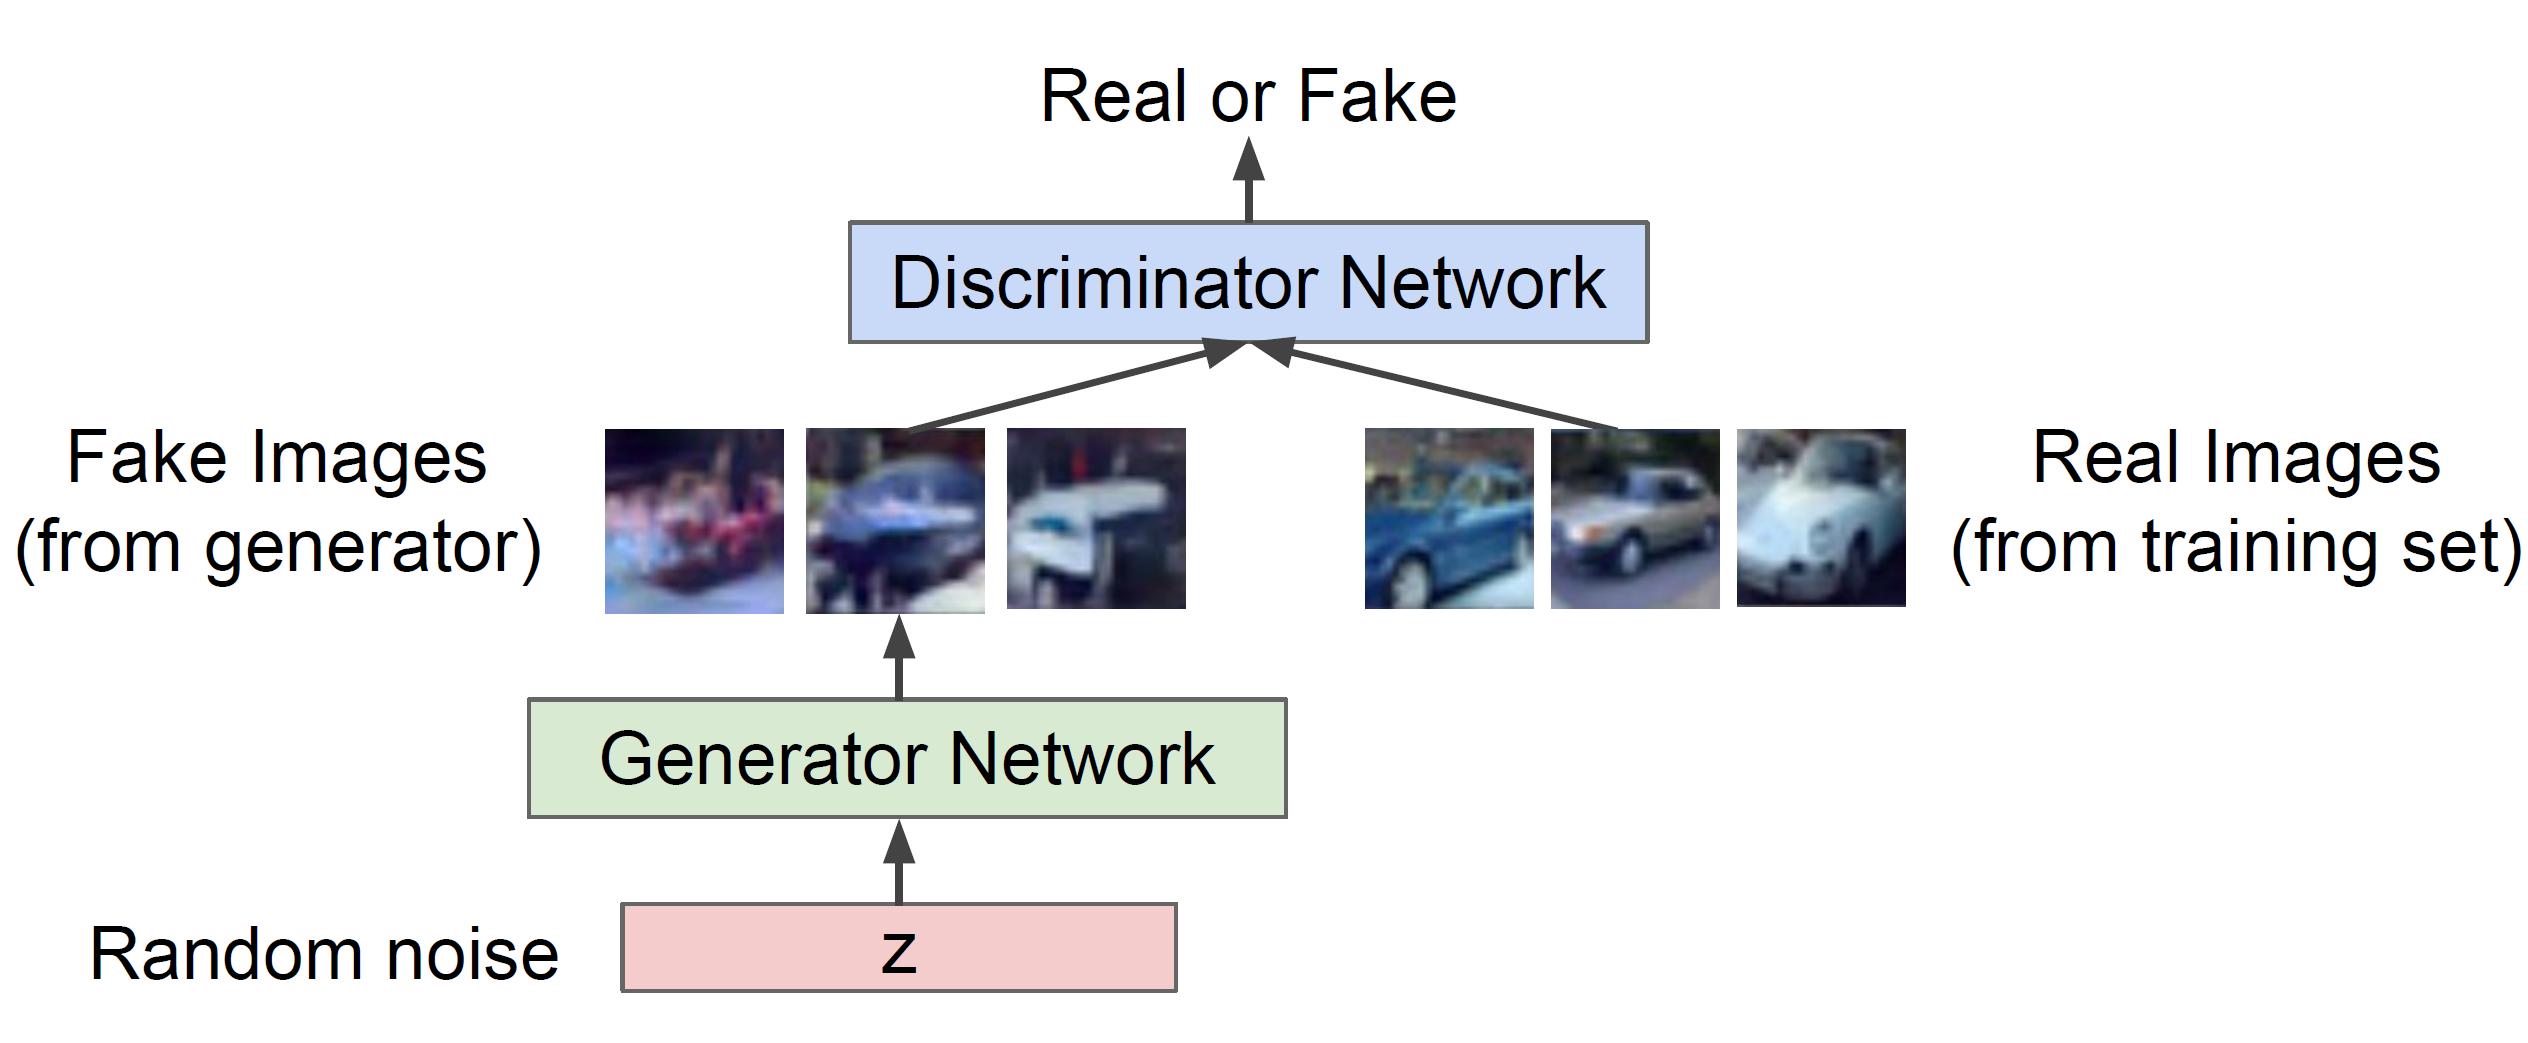 Real or Fake
Discriminator Network
Fake Images
(from generator)
Real Images
(from training set)
Generator Network
Random noise
z